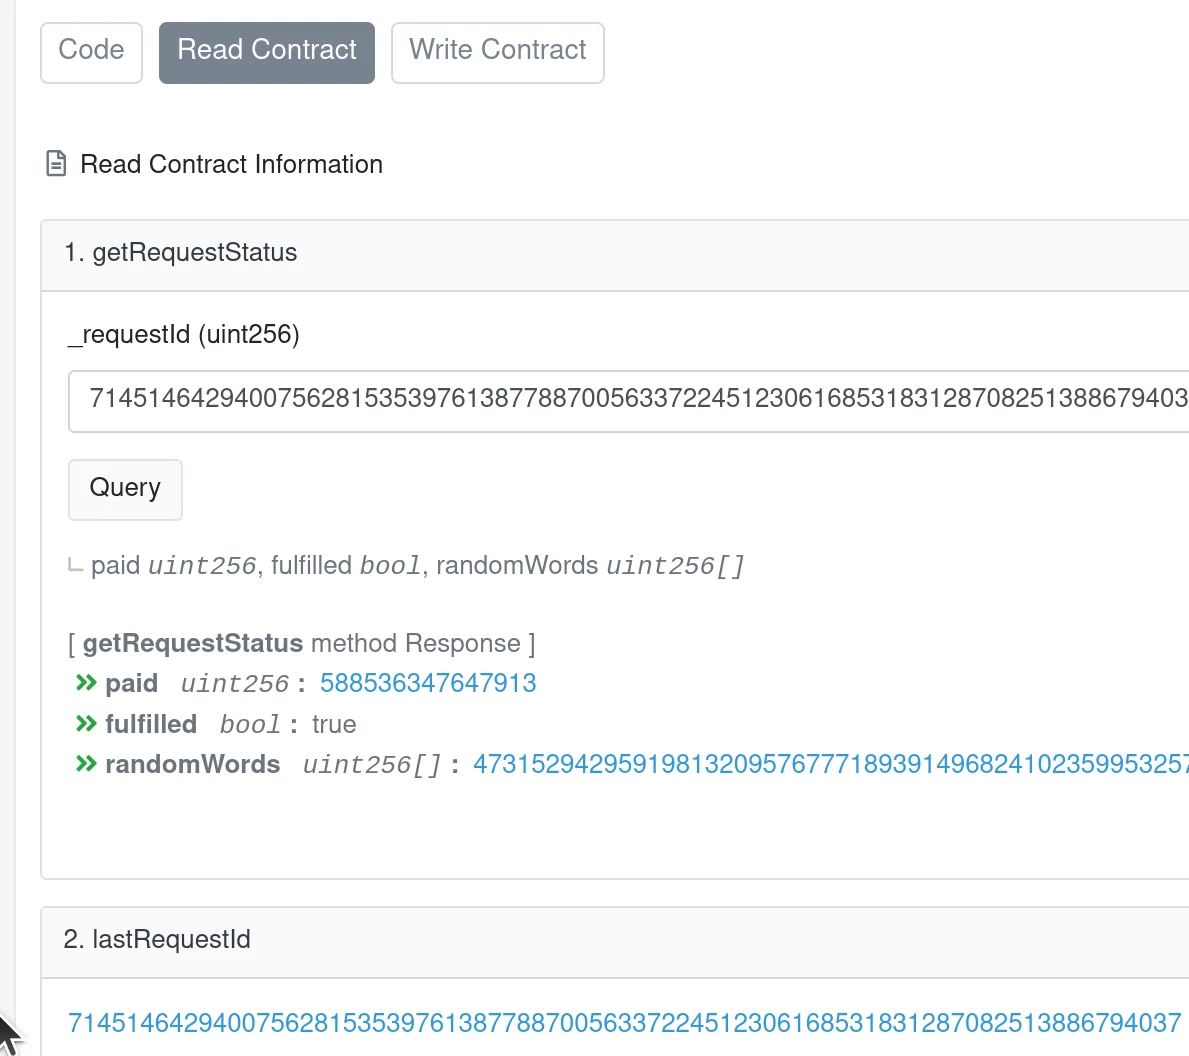 Code Read Contract Write Contract
Read Contract Information
1. getRequestStatus
_requestId (uint256)
7145146429400756281535397613877887005633722451230616853183128708251388679403
Query
paid uint256, fulfilled bool, randomWords uint256[]
[ getRequestStatus method Response ]
paid uint256 : 588536347647913
fulfilled bool : true
randomWords uint256[] : 47315294295919813209576777189391496824102359953257
2. lastRequestId
71451464294007562815353976138778870056337224512306168531831287082513886794037